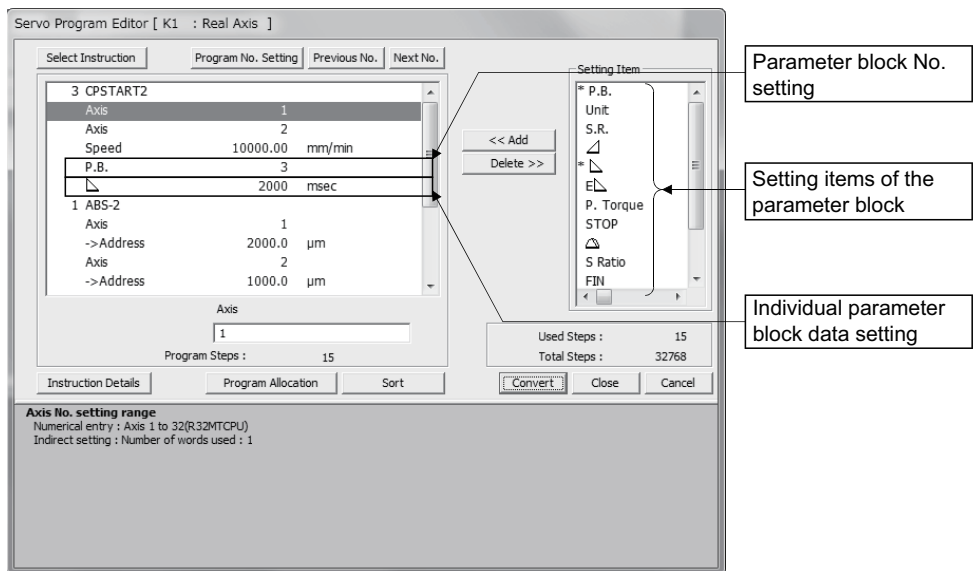 Servo Program Editor [ K1 : Real Axis ]
Select Instruction
Program No. Setting
Previous No.
Next No.
3 CPSTART2
Axis 1
Axis 2
Speed 10000.00 mm/min
P.B. 3
2000 msec
1 ABS-2
Axis 1
->Address 2000.0 µm
Axis 2
->Address 1000.0 µm
Axis
1
Program Steps : 15
<< Add
Delete >>
Setting Item
* P.B.
Unit
S.R.
*
E
P. Torque
STOP
S Ratio
FIN
Used Steps : 15
Total Steps : 32768
Instruction Details
Program Allocation
Sort
Convert
Close
Cancel
Axis No. setting range
Numerical entry : Axis 1 to 32(R32MTCPU)
Indirect setting : Number of words used : 1
Parameter block No.
setting
Setting items of the
parameter block
Individual parameter
block data setting